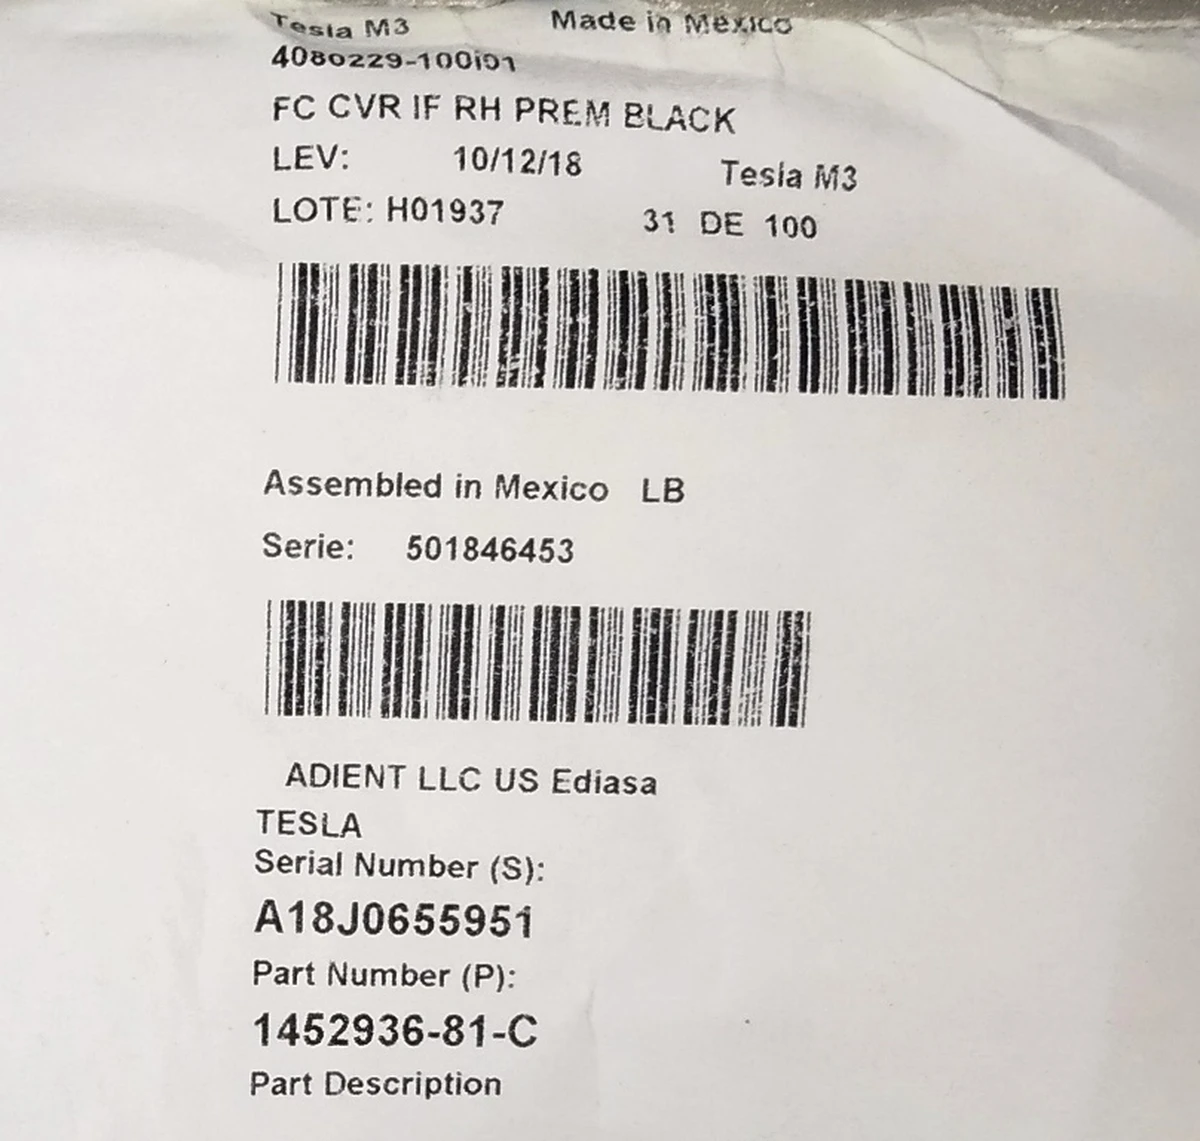 Tesla M3 Made in Mexico
4080229-100i01
FC CVR IF RH PREM BLACK
LEV: 10/12/18 Tesla M3
LOTE: H01937 31 DE 100
Assembled in Mexico LB
Serie: 501846453
ADIENT LLC US Ediasa
TESLA
Serial Number (S):
A18J0655951
Part Number (P):
1452936-81-C
Part Description